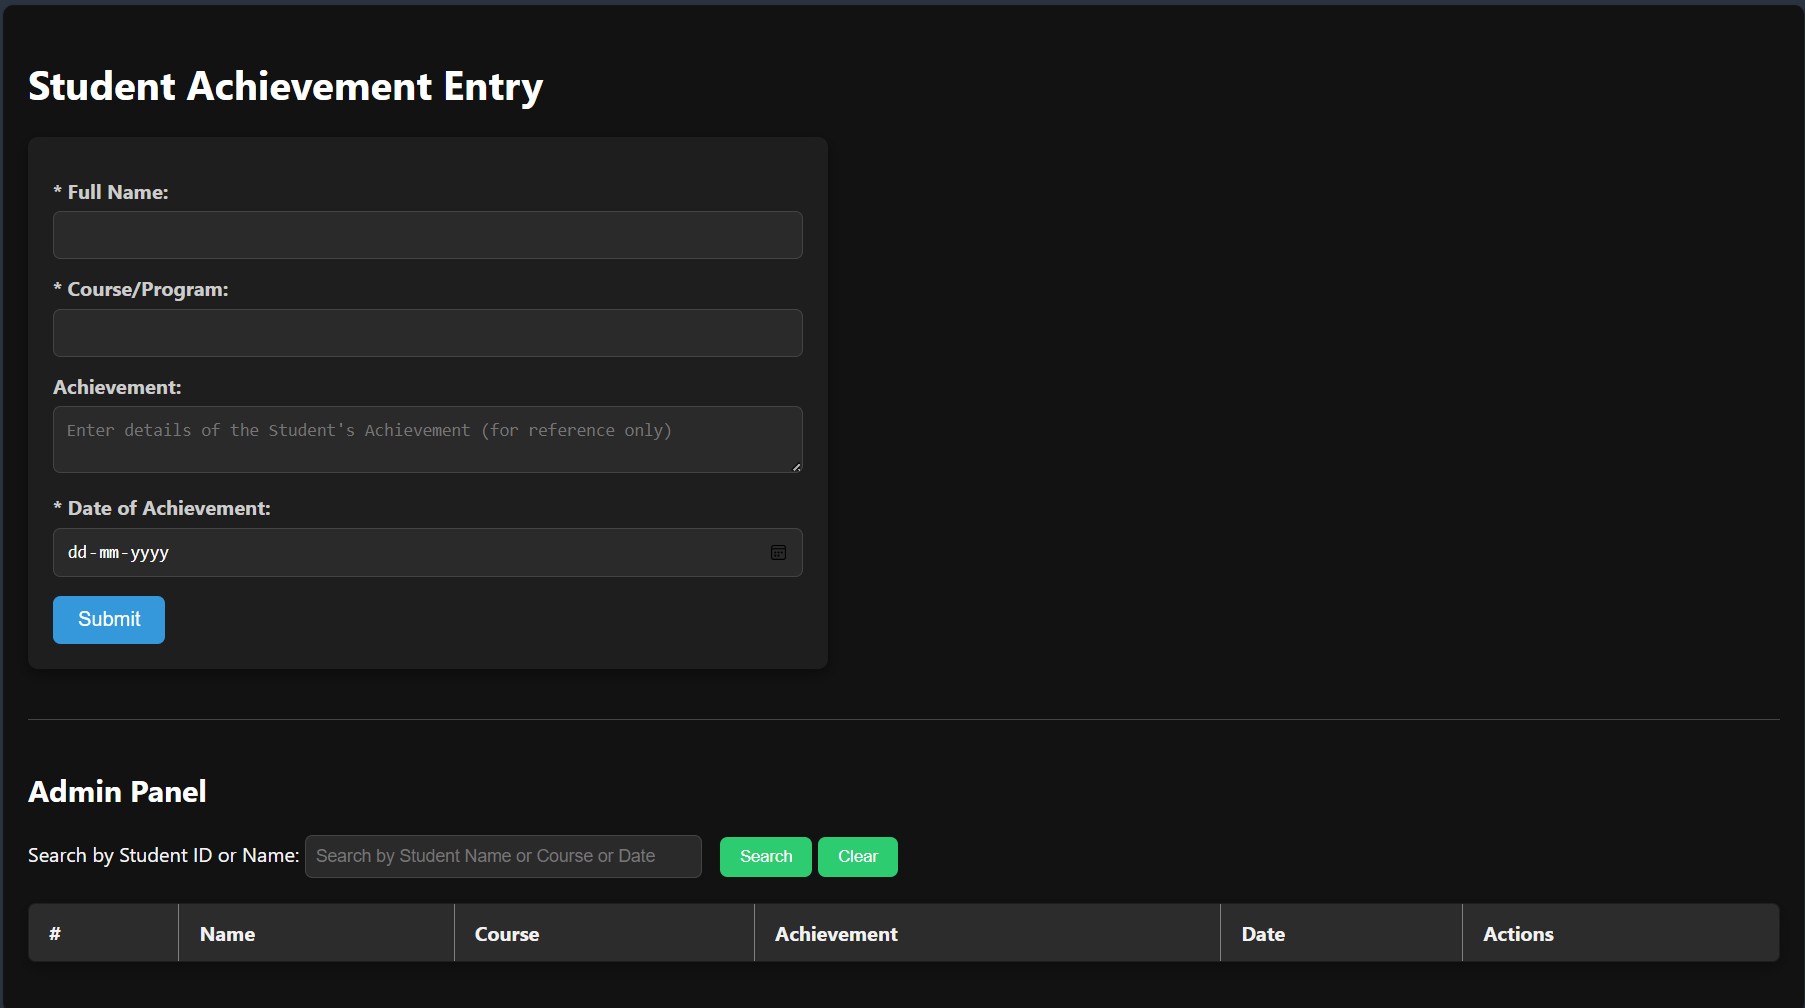 Student Achievement Entry
* Full Name:
* Course/Program:
Achievement:
Enter details of the Student's Achievement (for reference only)
* Date of Achievement:
dd-mm-yyyy
Submit
Admin Panel
Search by Student ID or Name: Search by Student Name or Course or Date Search Clear
# Name Course Achievement Date Actions